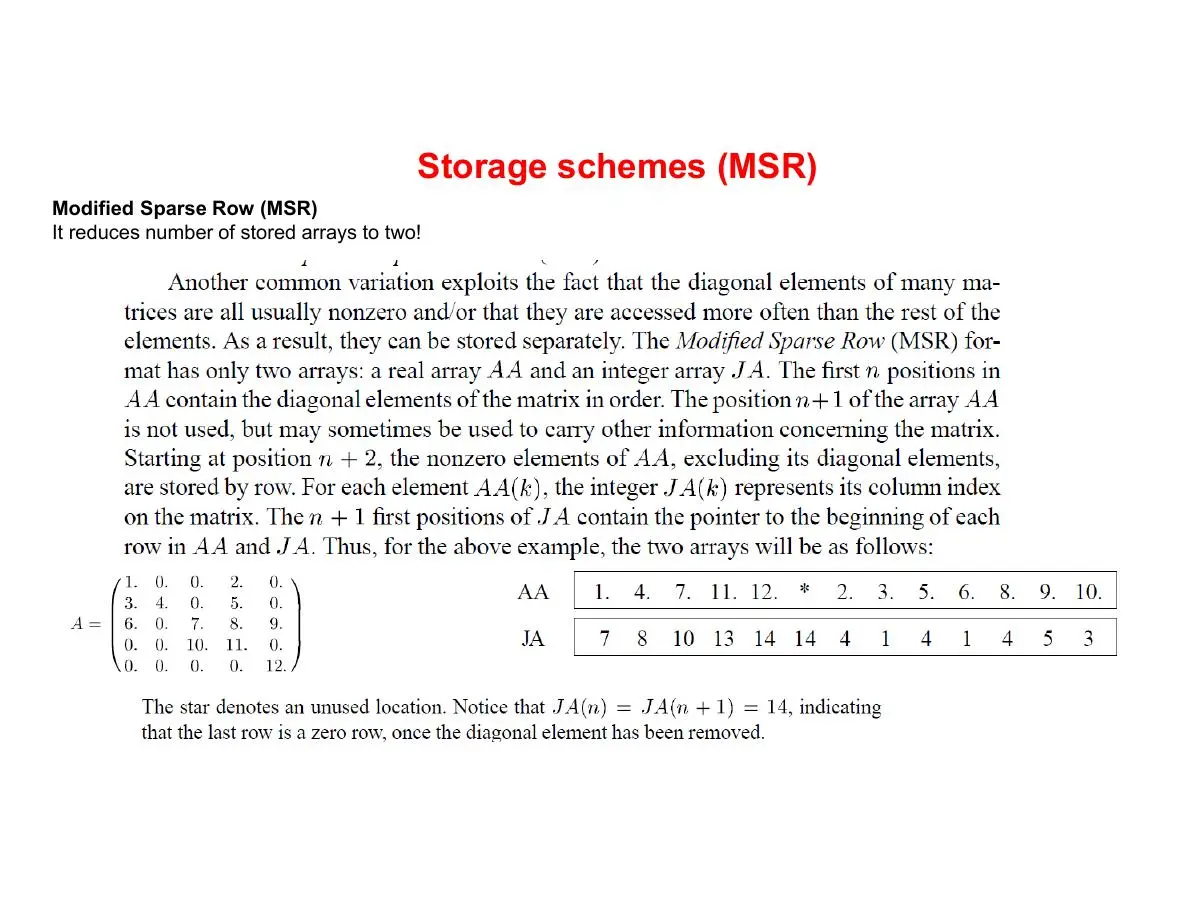 Storage schemes (MSR)
Modified Sparse Row (MSR)
It reduces number of stored arrays to two!
Another common variation exploits the fact that the diagonal elements of many ma-
trices are all usually nonzero and/or that they are accessed more often than the rest of the
elements. As a result, they can be stored separately. The Modified Sparse Row (MSR) for-
mat has only two arrays: a real array AA and an integer array JA. The first n positions in
AA contain the diagonal elements of the matrix in order. The position n+1 of the array AA
is not used, but may sometimes be used to carry other information concerning the matrix.
Starting at position n + 2, the nonzero elements of AA, excluding its diagonal elements,
are stored by row. For each element AA(k), the integer JA(k) represents its column index
on the matrix. The n + 1 first positions of JA contain the pointer to the beginning of each
row in AA and JA. Thus, for the above example, the two arrays will be as follows:
A =
1. 0. 0. 2. 0.
3. 4. 0. 5. 0.
6. 0. 7. 8. 9.
0. 0. 10. 11. 0.
0. 0. 0. 0. 12.
AA 1. 4. 7. 11. 12. * 2. 3. 5. 6. 8. 9. 10.
JA 7 8 10 13 14 14 4 1 4 1 4 5 3
The star denotes an unused location. Notice that JA(n) = JA(n + 1) = 14, indicating
that the last row is a zero row, once the diagonal element has been removed.